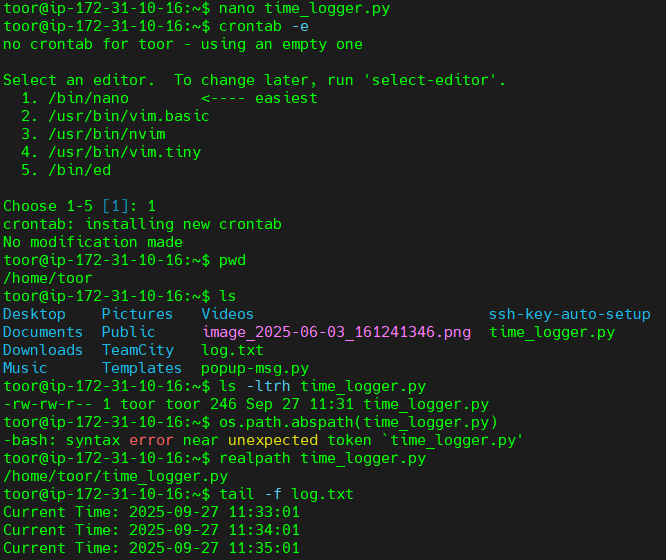 toor@ip-172-31-10-16:~$ nano time_logger.py
toor@ip-172-31-10-16:~$ crontab -e
no crontab for toor - using an empty one

Select an editor.  To change later, run 'select-editor'.
  1. /bin/nano        <---- easiest
  2. /usr/bin/vim.basic
  3. /usr/bin/nvim
  4. /usr/bin/vim.tiny
  5. /bin/ed

Choose 1-5 [1]: 1
crontab: installing new crontab
No modification made
toor@ip-172-31-10-16:~$ pwd
/home/toor
toor@ip-172-31-10-16:~$ ls
Desktop    Pictures   Videos                          ssh-key-auto-setup
Documents  Public     image_2025-06-03_161241346.png  time_logger.py
Downloads  TeamCity   log.txt
Music      Templates  popup-msg.py
toor@ip-172-31-10-16:~$ ls -ltrh time_logger.py
-rw-rw-r-- 1 toor toor 246 Sep 27 11:31 time_logger.py
toor@ip-172-31-10-16:~$ os.path.abspath(time_logger.py)
-bash: syntax error near unexpected token `time_logger.py'
toor@ip-172-31-10-16:~$ realpath time_logger.py
/home/toor/time_logger.py
toor@ip-172-31-10-16:~$ tail -f log.txt
Current Time: 2025-09-27 11:33:01
Current Time: 2025-09-27 11:34:01
Current Time: 2025-09-27 11:35:01